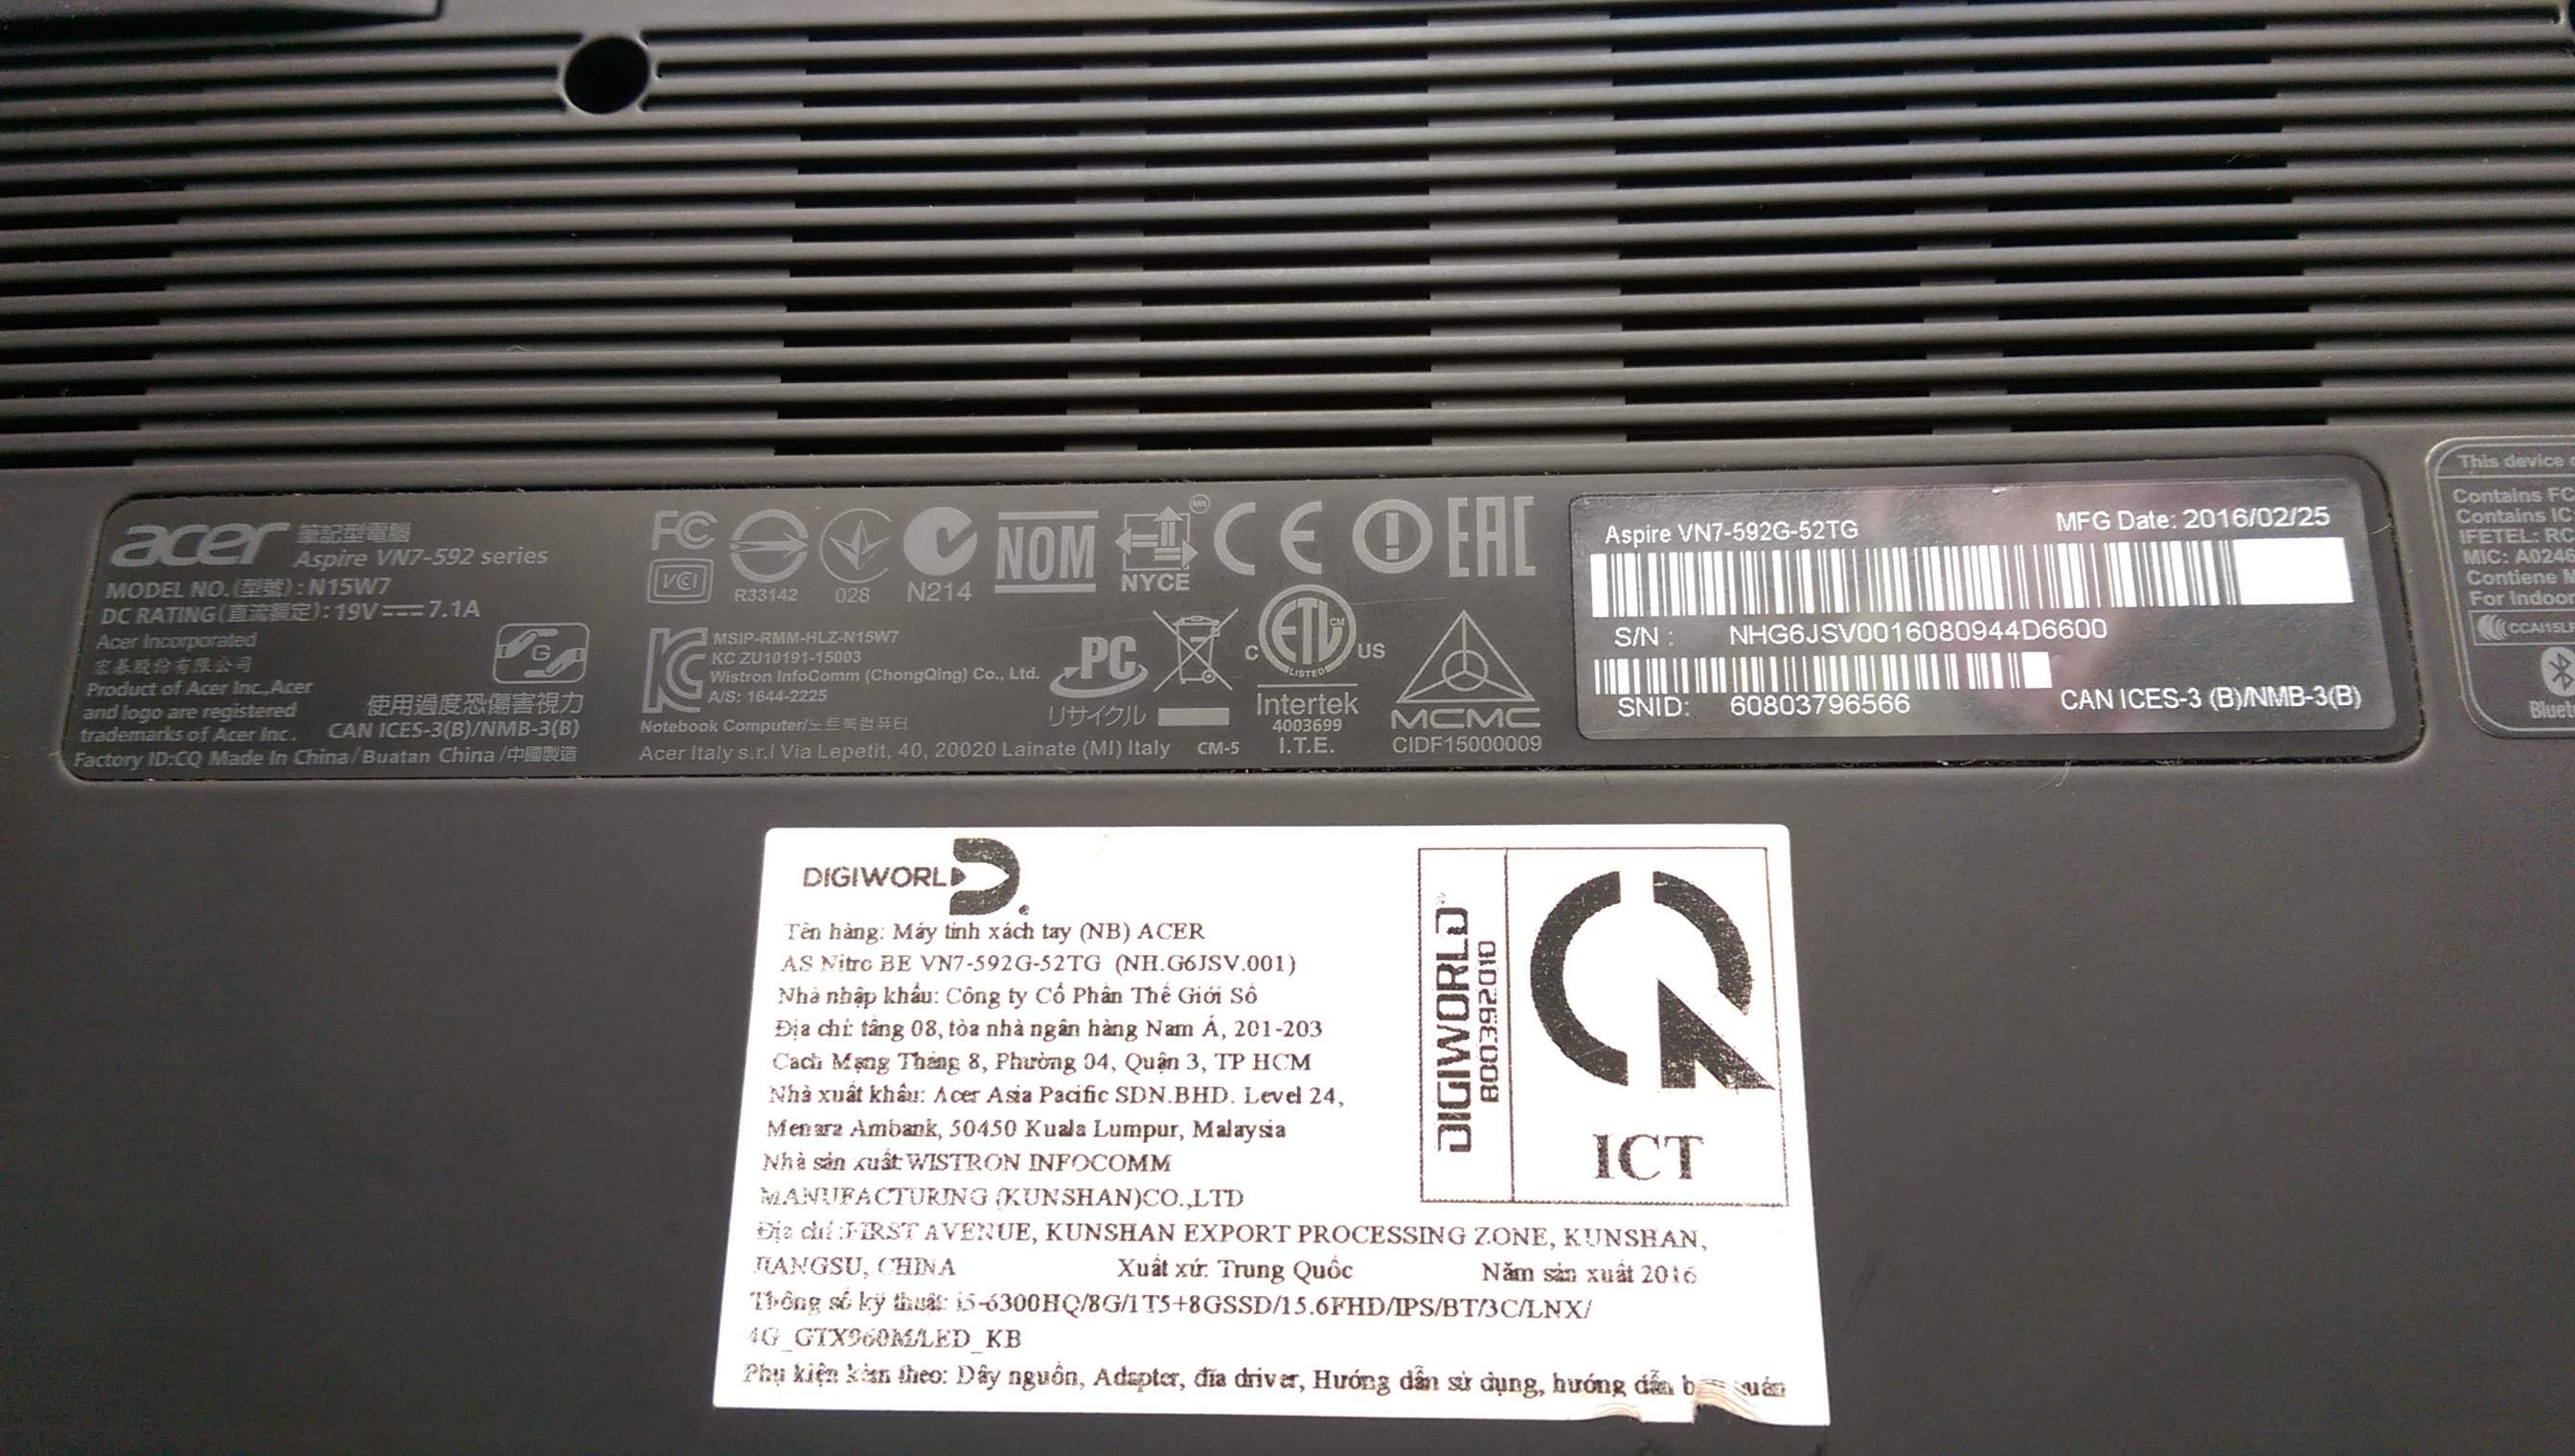 acer 筆記型電腦
Aspire VN7-592 series
MODEL NO.(型號): N15W7
DC RATING(直流額定): 19V 7.1A
Acer Incorporated
宏碁股份有限公司
G
Product of Acer Inc.,Acer
and logo are registered
trademarks of Acer Inc.
使用過度恐傷害視力
CAN ICES-3(B)/NMB-3(B)
Factory ID:CQ Made In China/Buatan China/中國製造
FC
VCI
R33142
028
N214
NOM
NYCE
CE
EAC
MSIP-RMM-HLZ-N15W7
KC ZU10191-15003
Wistron InfoComm (ChongQing) Co., Ltd.
A/S: 1644-2225
Notebook Computer/노트북컴퓨터
Acer Italy s.r.l Via Lepetit, 40, 20020 Lainate (MI) Italy CM-5
PC
リサイクル
C ETL CM US
LISTED
Intertek
4003699
I.T.E.
MCMC
CIDF15000009
Aspire VN7-592G-52TG
MFG Date: 2016/02/25
S/N : NHG6JSV0016080944D6600
SNID: 60803796566
CAN ICES-3 (B)/NMB-3(B)
This device
Contains FC
Contains IC
IFETEL: RC
MIC: A024
Contiene
For Indoor
DIGIWORLD
Tên hàng: Máy tính xách tay (NB) ACER
AS Nitro BE VN7-592G-52TG (NH.G6JSV.001)
Nhà nhập khẩu: Công ty Cổ Phần Thế Giới Số
Địa chỉ: tầng 08, tòa nhà ngân hàng Nam Á, 201-203
Cách Mạng Tháng 8, Phường 04, Quận 3, TP HCM
Nhà xuất khẩu: Acer Asia Pacific SDN.BHD. Level 24,
Menara Ambank, 50450 Kuala Lumpur, Malaysia
Nhà sản xuất:WISTRON INFOCOMM
MANUFACTURING (KUNSHAN)CO.,LTD
Địa chỉ :FIRST AVENUE, KUNSHAN EXPORT PROCESSING ZONE, KUNSHAN,
JIANGSU, CHINA Xuất xứ: Trung Quốc Năm sản xuất 2016
Thông số kỹ thuật: i5-6300HQ/8G/1T5+8GSSD/15.6FHD/IPS/BT/3C/LNX/
4G_GTX960M/LED_KB
Phụ kiện kèm theo: Dây nguồn, Adapter, đĩa driver, Hướng dẫn sử dụng, hướng dẫn
DIGIWORLD
B00392010
ICT